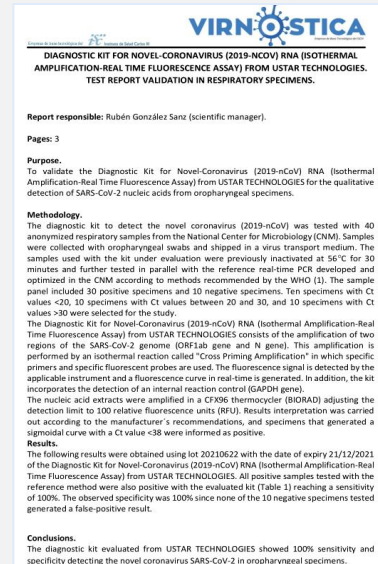 VIRNOSTICA
DIAGNOSTIC KIT FOR NOVEL-CORONAVIRUS (2019-NCOV) RNA (ISOTHERMAL
AMPLIFICATION-REAL TIME FLUORESCENCE ASSAY) FROM USTAR TECHNOLOGIES.
TEST REPORT VALIDATION IN RESPIRATORY SPECIMENS.
Report responsible: Rubén González Sanz (scientific manager).
Pages: 3
Purpose.
To validate the Diagnostic Kit for Novel-Coronavirus (2019-nCoV) RNA (Isothermal
Amplification-Real Time Fluorescence Assay) from USTAR TECHNOLOGIES for the qualitative
detection of SARS-CoV-2 nucleic acids from oropharyngeal specimens.
Methodology.
The diagnostic kit to detect the novel coronavirus (2019-nCoV) was tested with 40
anonymized respiratory samples from the National Center for Microbiology (CNM). Samples
were collected with oropharyngeal swabs and shipped in a virus transport medium. The
samples used with the kit under evaluation were previously inactivated at 56°C for 30
minutes and further tested in parallel with the reference real-time PCR developed and
optimized in the CNM according to methods recommended by the WHO (1). The sample
panel included 30 positive specimens and 10 negative specimens. Ten specimens with Ct
values <20, 10 specimens with Ct values between 20 and 30, and 10 specimens with Ct
values >30 were selected for the study.
The Diagnostic Kit for Novel-Coronavirus (2019-nCoV) RNA (Isothermal Amplification-Real
Time Fluorescence Assay) from USTAR TECHNOLOGIES consists of the amplification of two
regions of the SARS-CoV-2 genome (ORF1ab gene and N gene). This amplification is
performed by an isothermal reaction called "Cross Priming Amplification" in which specific
primers and specific fluorescent probes are used. The fluorescence signal is detected by the
applicable instrument and a fluorescence curve in real-time is generated. In addition, the kit
incorporates the detection of an internal reaction control (GAPDH gene).
The nucleic acid extracts were amplified in a CFX96 thermocycler (BIORAD) adjusting the
detection limit to 100 relative fluorescence units (RFU). Results interpretation was carried
out according to the manufacturer´s recommendations, and specimens that generated a
sigmoidal curve with a Ct value <38 were informed as positive.
Results.
The following results were obtained using lot 20210622 with the date of expiry 21/12/2021
of the Diagnostic Kit for Novel-Coronavirus (2019-nCoV) RNA (Isothermal Amplification-Real
Time Fluorescence Assay) from USTAR TECHNOLOGIES. All positive samples tested with the
reference method were also positive with the evaluated kit (Table 1) reaching a sensitivity
of 100%. The observed specificity was 100% since none of the 10 negative specimens tested
generated a false-positive result.
Conclusions.
The diagnostic kit evaluated from USTAR TECHNOLOGIES showed 100% sensitivity and
specificity detecting the novel coronavirus SARS-CoV-2 in oropharyngeal specimens.